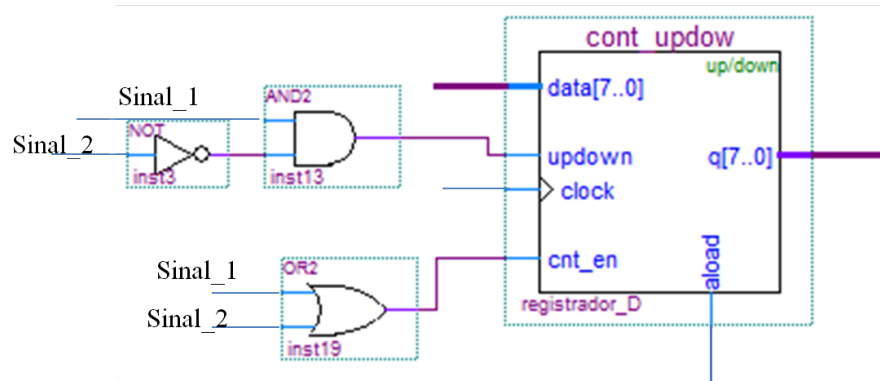 cont_updow
up/down
Sinal_1
AND2
data[7..0]
NOT
Sinal_2
updown
q[7..0]
inst3
inst13
clock
Sinal_1
OR2
cnt_en
aload
Sinal_2
registrador_D
inst19